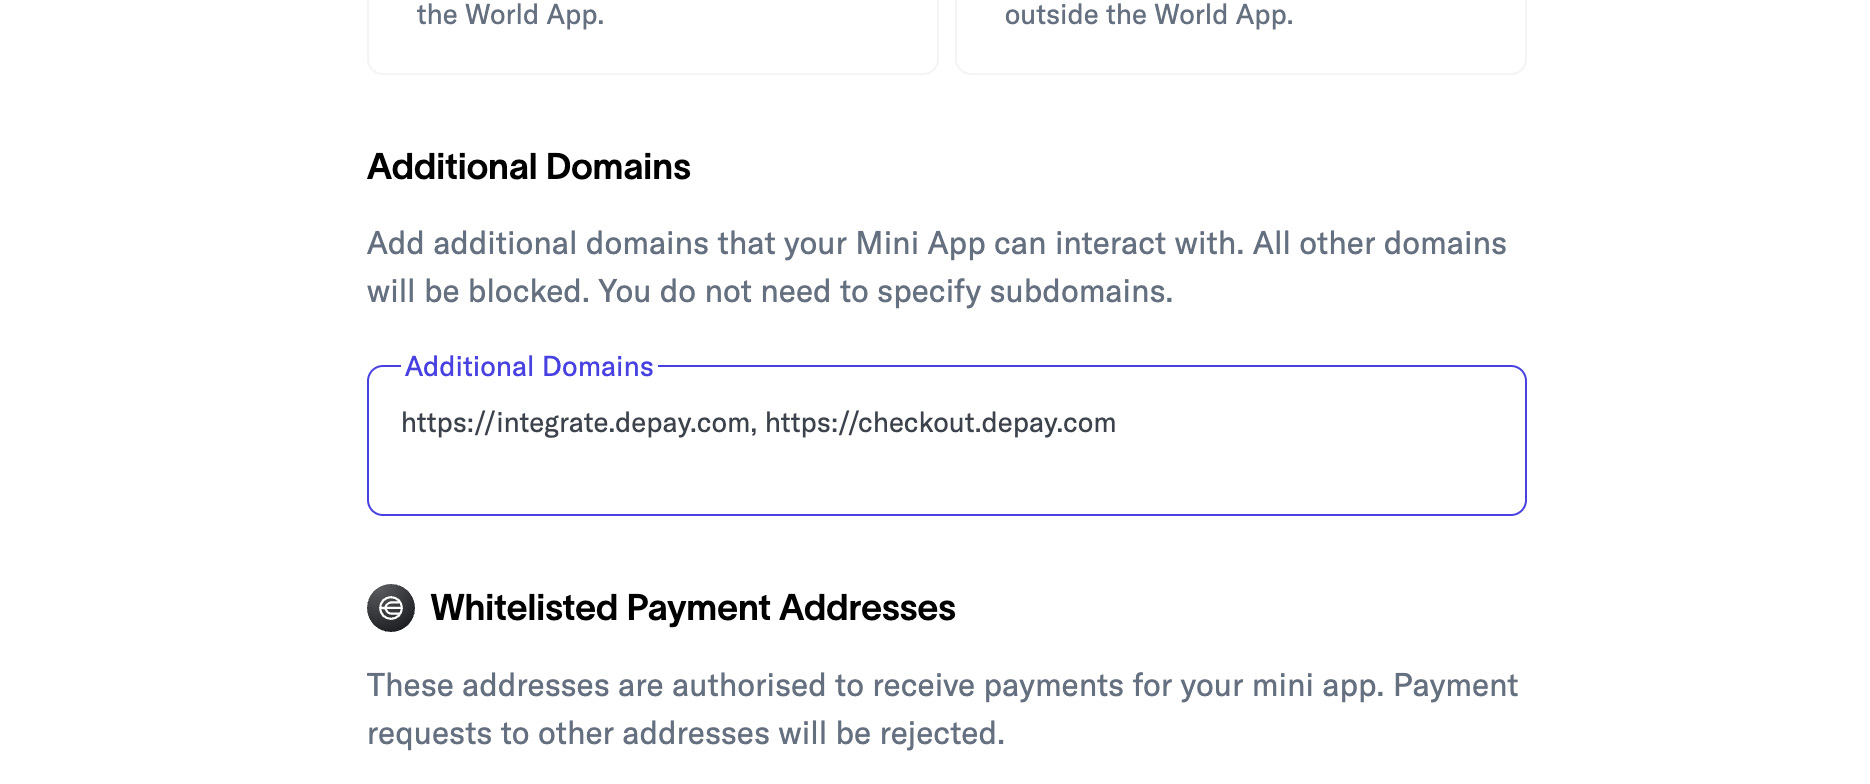 the World App.
outside the World App.
Additional Domains
Add additional domains that your Mini App can interact with. All other domains
will be blocked. You do not need to specify subdomains.
Additional Domains
https://integrate.depay.com, https://checkout.depay.com
Whitelisted Payment Addresses
These addresses are authorised to receive payments for your mini app. Payment
requests to other addresses will be rejected.